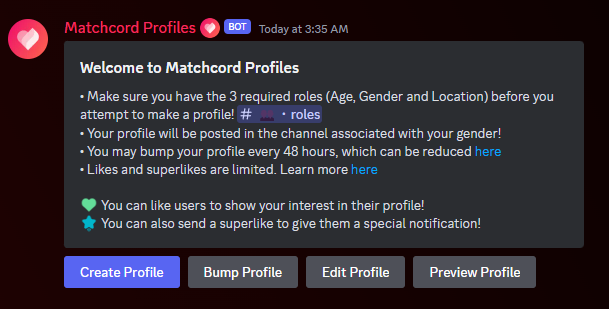 Matchcord Profiles BOT Today at 3:35 AM
Welcome to Matchcord Profiles
• Make sure you have the 3 required roles (Age, Gender and Location) before you
attempt to make a profile! # ・roles
• Your profile will be posted in the channel associated with your gender!
• You may bump your profile every 48 hours, which can be reduced here
• Likes and superlikes are limited. Learn more here
You can like users to show your interest in their profile!
You can also send a superlike to give them a special notification!
Create Profile Bump Profile Edit Profile Preview Profile